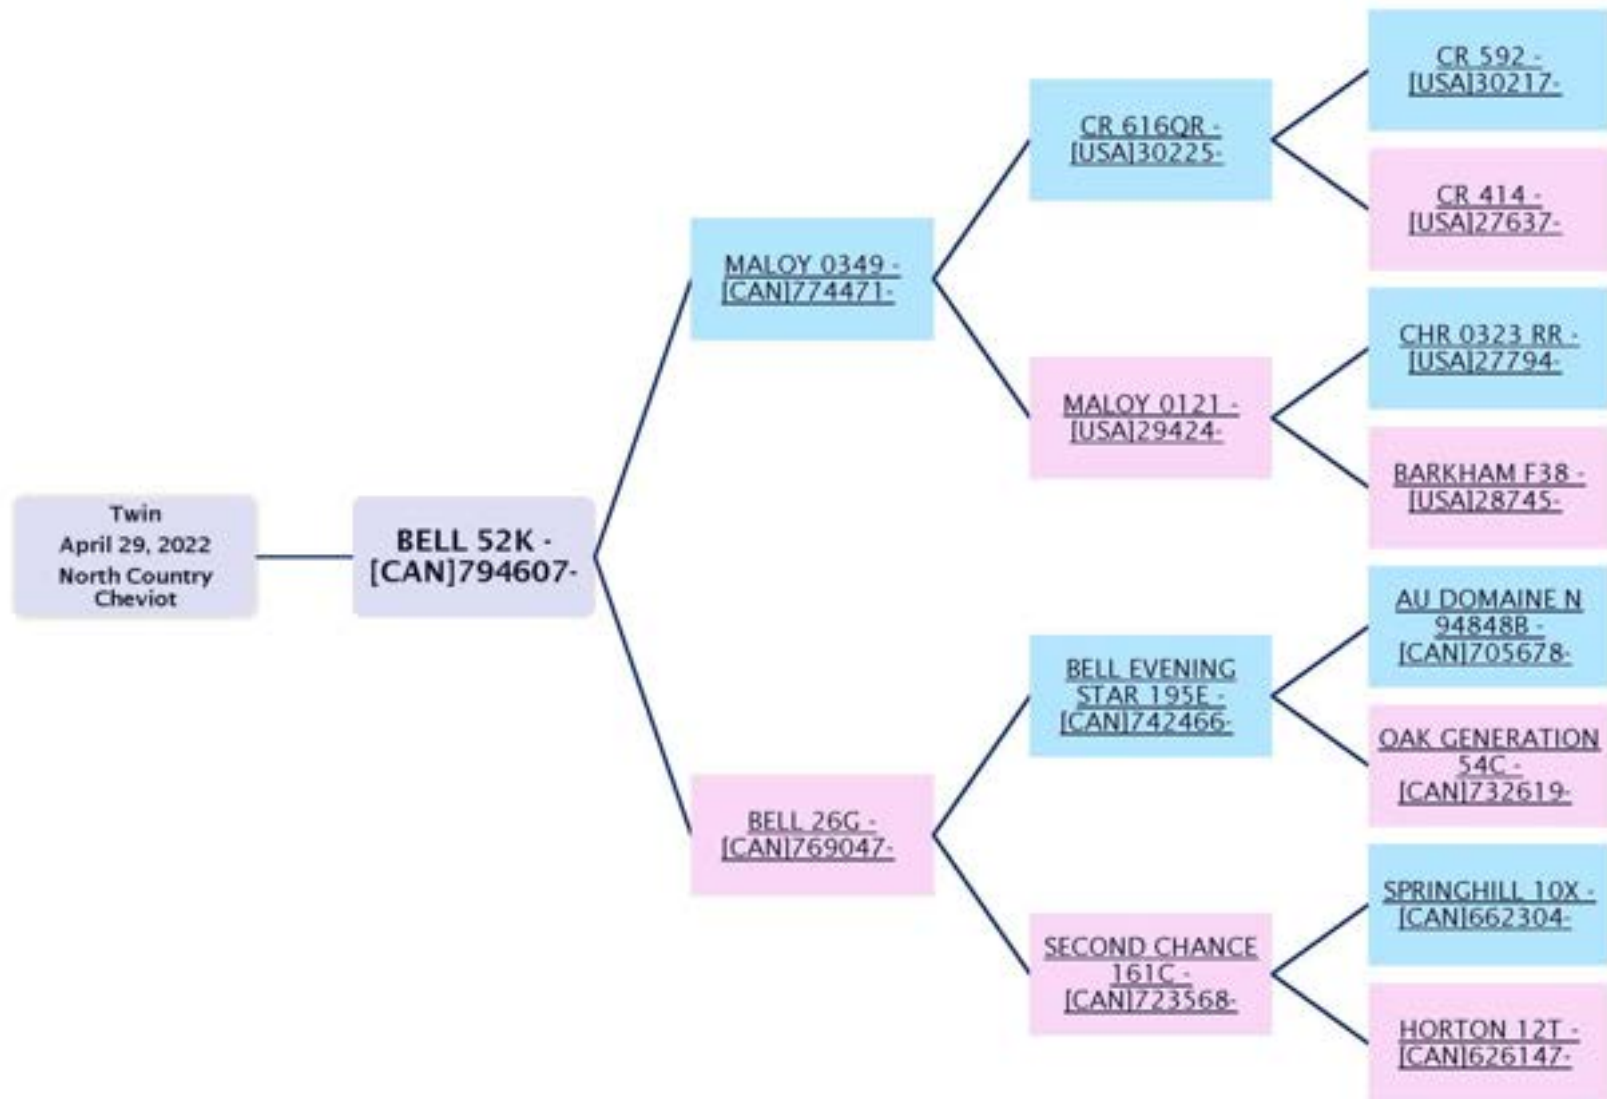 Twin
April 29, 2022
North Country
Cheviot
BELL 52K -
[CAN]794607-
MALOY 0349 -
[CAN]774471-
BELL 26G -
[CAN]769047-
CR 616QR -
[USA]30225-
MALOY 0121 -
[USA]29424-
BELL EVENING
STAR 195E -
[CAN]742466-
SECOND CHANCE
161C -
[CAN]723568-
CR 592 -
[USA]30217-
CR 414 -
[USA]27637-
CHR 0323 RR -
[USA]27794-
BARKHAM F38 -
[USA]28745-
AU DOMAINE N
94848B -
[CAN]705678-
OAK GENERATION
54C -
[CAN]732619-
SPRINGHILL 10X -
[CAN]662304-
HORTON 12T -
[CAN]626147-